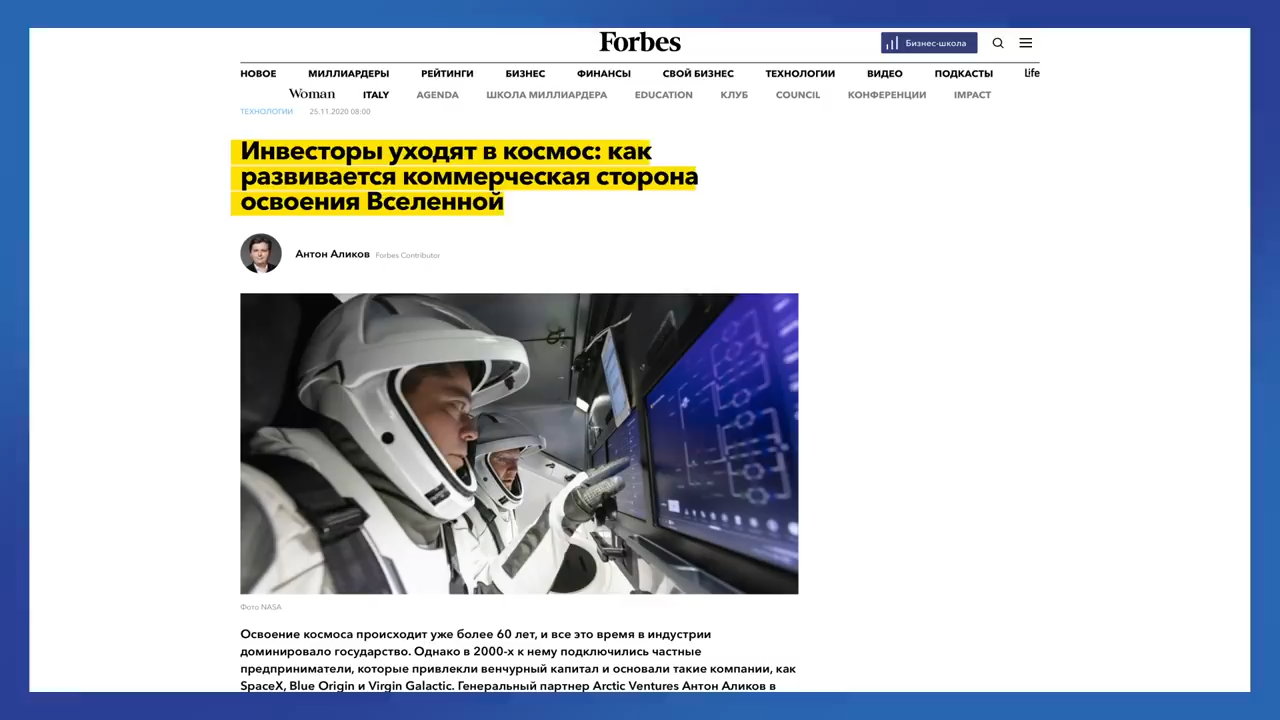 Forbes
Бизнес-школа
НОВОЕ МИЛЛИАРДЕРЫ РЕЙТИНГИ БИЗНЕС ФИНАНСЫ СВОЙ БИЗНЕС ТЕХНОЛОГИИ ВИДЕО ПОДКАСТЫ Life
Woman ITALY AGENDA ШКОЛА МИЛЛИАРДЕРА EDUCATION КЛУБ COUNCIL КОНФЕРЕНЦИИ IMPACT
ТЕХНОЛОГИИ 25.11.2020 08:00
Инвесторы уходят в космос: как
развивается коммерческая сторона
освоения Вселенной
Антон Аликов Forbes Contributor
Фото NASA
Освоение космоса происходит уже более 60 лет, и все это время в индустрии
доминировало государство. Однако в 2000-х к нему подключились частные
предприниматели, которые привлекли венчурный капитал и основали такие компании, как
SpaceX, Blue Origin и Virgin Galactic. Генеральный партнер Arctic Ventures Антон Аликов в